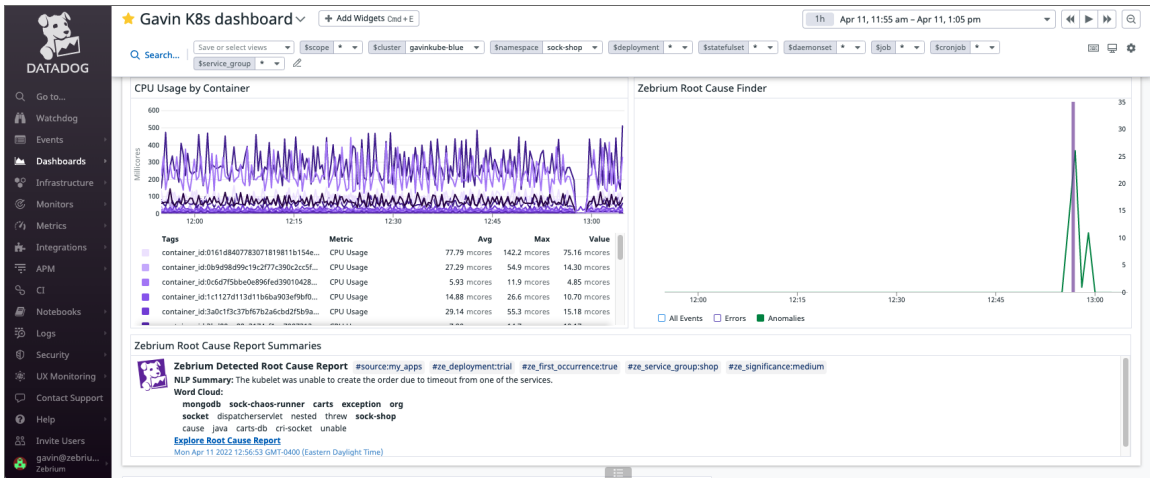 Gavin K8s dashboard
+ Add Widgets Cmd+E
1h Apr 11, 11:55 am – Apr 11, 1:05 pm
DATADOG
Search...
Save or select views
$scope *
$cluster gavinkube-blue
$namespace sock-shop
$deployment *
$statefulset *
$daemonset *
$job *
$cronjob *
$service_group *
Go to...
Watchdog
Events
Dashboards
Infrastructure
Monitors
Metrics
Integrations
APM
CI
Notebooks
Logs
Security
UX Monitoring
Contact Support
Help
Invite Users
gavin@zebriu...
Zebrium
CPU Usage by Container
Millicores
600
500
400
300
200
100
0
12:00 12:15 12:30 12:45 13:00
Tags Metric Avg Max Value
container_id:0161d8407783071819811b154e... CPU Usage 77.79 mcores 142.2 mcores 75.16 mcores
container_id:0b9d98d99c19c2f77c390c2cc5f... CPU Usage 27.29 mcores 54.9 mcores 14.30 mcores
container_id:0c6d7f5bbe0e896fed39010428... CPU Usage 5.93 mcores 11.9 mcores 4.85 mcores
container_id:1c1127d113d11b6ba903ef9bf0... CPU Usage 14.88 mcores 26.6 mcores 10.70 mcores
container_id:3a0c1f3c37bf67b2a6cbd2f5b9a... CPU Usage 29.14 mcores 55.3 mcores 15.18 mcores
Zebrium Root Cause Finder
35
30
25
20
15
10
5
0
12:00 12:15 12:30 12:45 13:00
All Events Errors Anomalies
Zebrium Root Cause Report Summaries
Zebrium Detected Root Cause Report #source:my_apps #ze_deployment:trial #ze_first_occurrence:true #ze_service_group:shop #ze_significance:medium
NLP Summary: The kubelet was unable to create the order due to timeout from one of the services.
Word Cloud:
mongodb sock-chaos-runner carts exception org
socket dispatcherservlet nested threw sock-shop
cause java carts-db cri-socket unable
Explore Root Cause Report
Mon Apr 11 2022 12:56:53 GMT-0400 (Eastern Daylight Time)